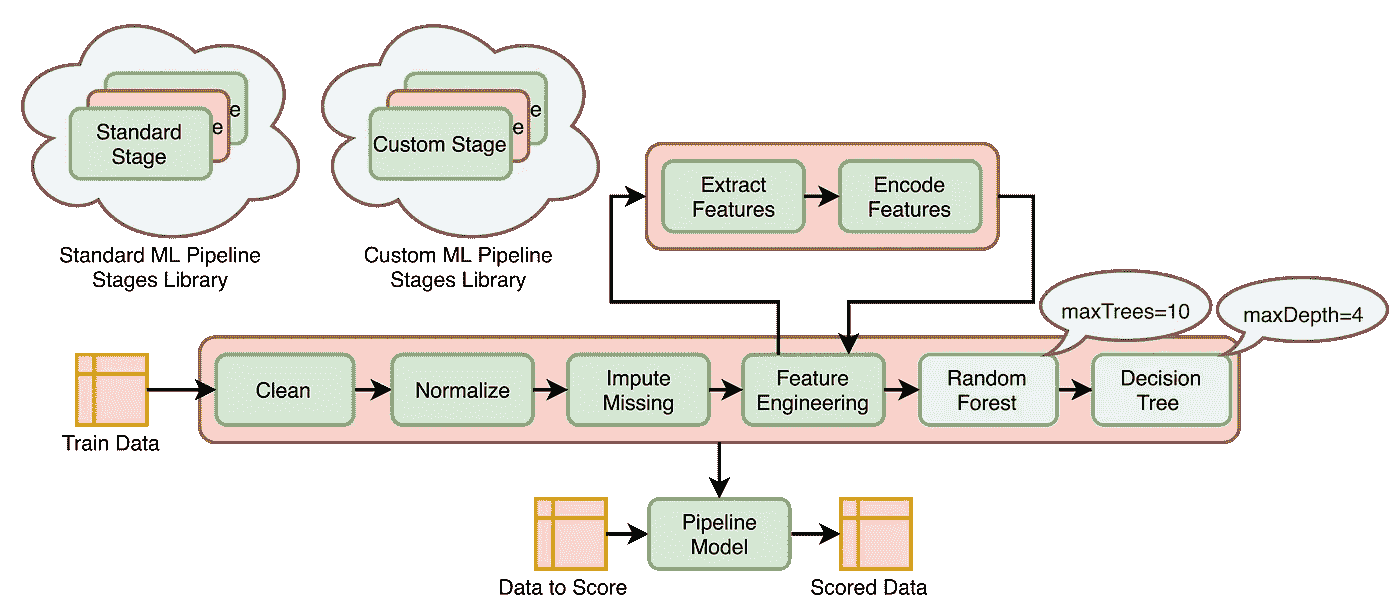 e
e
Standard
Stage
Standard ML Pipeline
Stages Library
e
e
Custom Stage
Custom ML Pipeline
Stages Library
Extract
Features
Encode
Features
maxTrees=10
maxDepth=4
Train Data
Clean
Normalize
Impute
Missing
Feature
Engineering
Random
Forest
Decision
Tree
Data to Score
Pipeline
Model
Scored Data